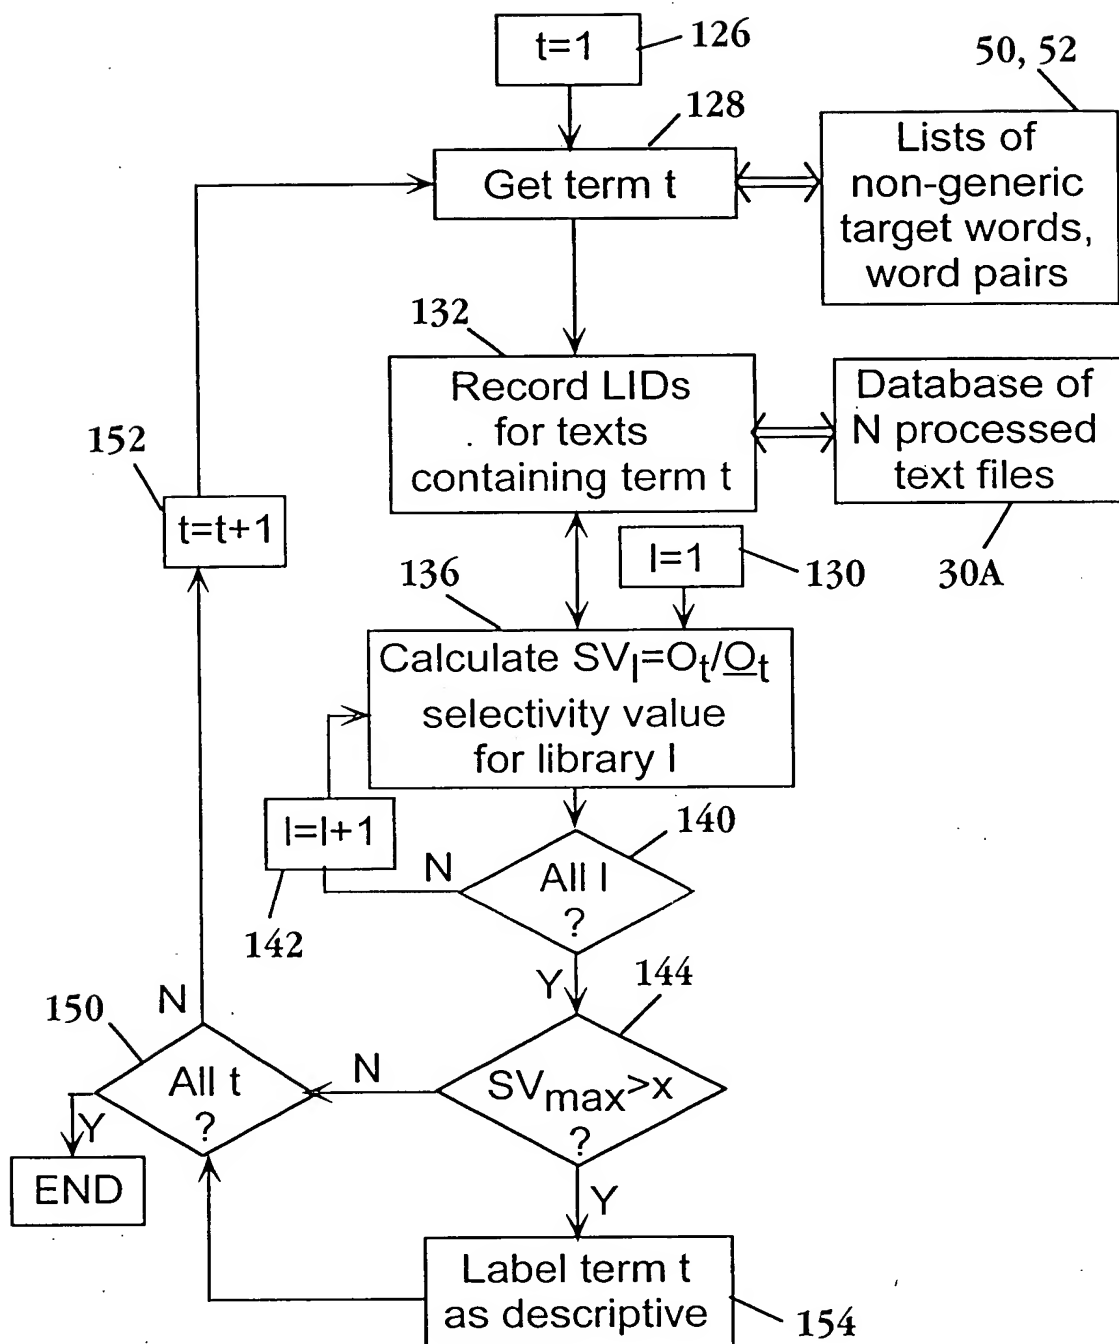 t=1
126
50, 52
128
Get term t
Lists of
non-generic
target words,
word pairs
132
Record LIDs
for texts
containing term t
Database of
N processed
text files
152
t=t+1
l=1
130
30A
136
Calculate SVl=Ot/O̲t
selectivity value
for library l
l=l+1
140
N
All l
?
142
Y
144
N
150
All t
?
N
SVmax>x
?
Y
END
Y
Label term t
as descriptive
154